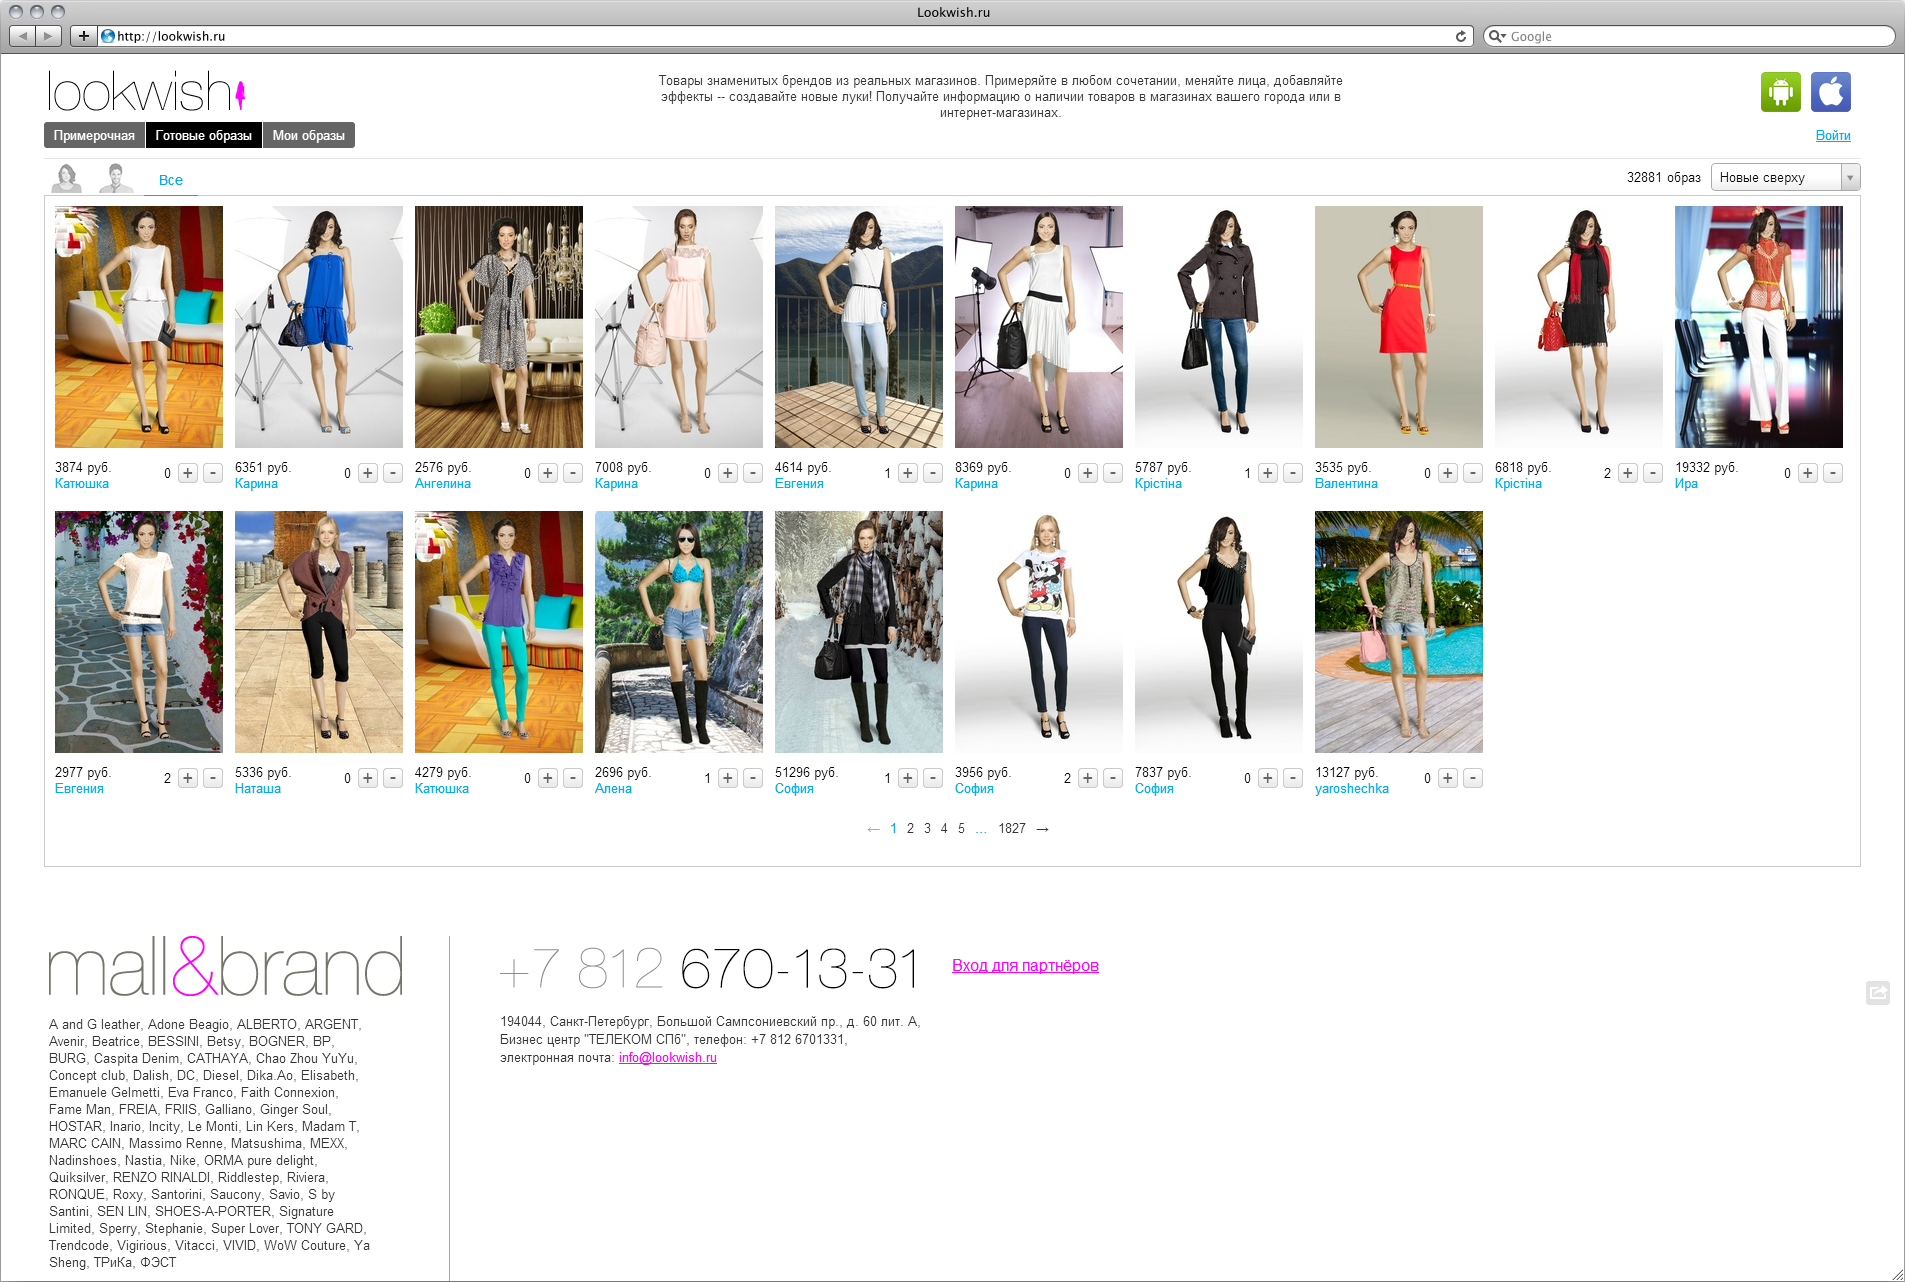 Lookwish.ru
http://lookwish.ru
Google
lookwish
Товары знаменитых брендов из реальных магазинов. Примеряйте в любом сочетании, меняйте лица, добавляйте
эффекты -- создавайте новые луки! Получайте информацию о наличии товаров в магазинах вашего города или в
интернет-магазинах.
Примерочная Готовые образы Мои образы
Войти
Все
32881 образ Новые сверху
3874 руб. 0 + -
Катюшка
6351 руб. 0 + -
Карина
2576 руб. 0 + -
Ангелина
7008 руб. 0 + -
Карина
4614 руб. 1 + -
Евгения
8369 руб. 0 + -
Карина
5787 руб. 1 + -
Крістіна
3535 руб. 0 + -
Валентина
6818 руб. 2 + -
Крістіна
19332 руб. 0 + -
Ира
2977 руб. 2 + -
Евгения
5336 руб. 0 + -
Наташа
4279 руб. 0 + -
Катюшка
2696 руб. 1 + -
Алена
51296 руб. 1 + -
София
3956 руб. 2 + -
София
7837 руб. 0 + -
София
13127 руб. 0 + -
yaroshechka
← 1 2 3 4 5 ... 1827 →
mall&brand
A and G leather, Adone Beagio, ALBERTO, ARGENT,
Avenir, Beatrice, BESSINI, Betsy, BOGNER, BP,
BURG, Caspita Denim, CATHAYA, Chao Zhou YuYu,
Concept club, Dalish, DC, Diesel, Dika.Ao, Elisabeth,
Emanuele Gelmetti, Eva Franco, Faith Connexion,
Fame Man, FREIA, FRIIS, Galliano, Ginger Soul,
HOSTAR, Inario, Incity, Le Monti, Lin Kers, Madam T,
MARC CAIN, Massimo Renne, Matsushima, MEXX,
Nadinshoes, Nastia, Nike, ORMA pure delight,
Quiksilver, RENZO RINALDI, Riddlestep, Riviera,
RONQUE, Roxy, Santorini, Saucony, Savio, S by
Santini, SEN LIN, SHOES-A-PORTER, Signature
Limited, Sperry, Stephanie, Super Lover, TONY GARD,
Trendcode, Vigirious, Vitacci, VIVID, WoW Couture, Ya
Sheng, ТРиКа, ФЭСТ
+7 812 670-13-31
Вход для партнёров
194044, Санкт-Петербург, Большой Сампсониевский пр., д. 60 лит. А,
Бизнес центр "ТЕЛЕКОМ СПб", телефон: +7 812 6701331,
электронная почта: info@lookwish.ru